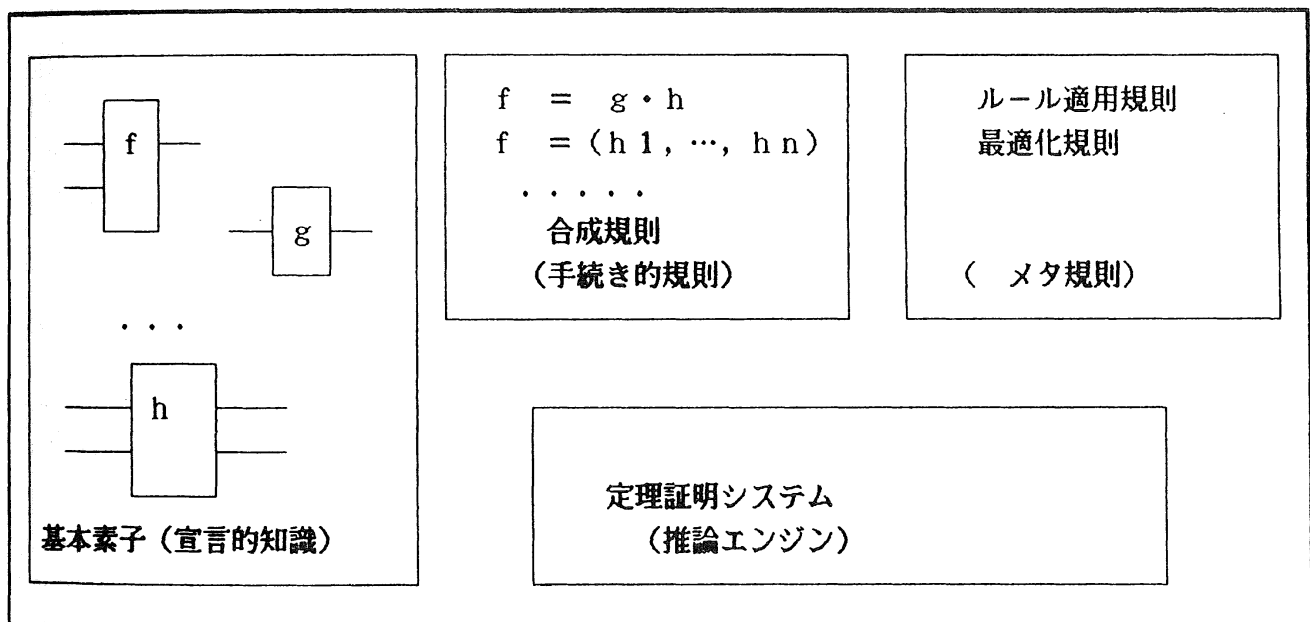 f
g
・・・
h
基本素子(宣言的知識)
f = g・h
f = (h1, …, hn)
・・・・・
合成規則
(手続き的規則)
ルール適用規則
最適化規則
( メタ規則)
定理証明システム
(推論エンジン)